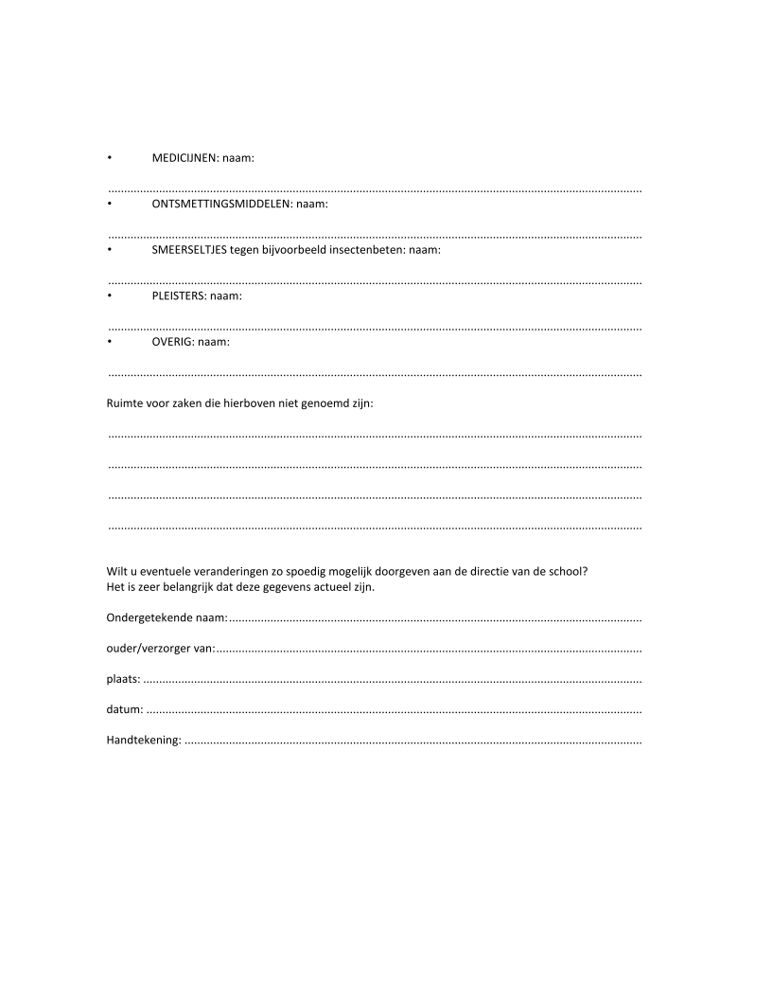 • MEDICIJNEN: naam:
...........................................................................................................................................................................
• ONTSMETTINGSMIDDELEN: naam:
...........................................................................................................................................................................
• SMEERSELTJES tegen bijvoorbeeld insectenbeten: naam:
...........................................................................................................................................................................
• PLEISTERS: naam:
...........................................................................................................................................................................
• OVERIG: naam:
...........................................................................................................................................................................
Ruimte voor zaken die hierboven niet genoemd zijn:
...........................................................................................................................................................................
...........................................................................................................................................................................
...........................................................................................................................................................................
...........................................................................................................................................................................
Wilt u eventuele veranderingen zo spoedig mogelijk doorgeven aan de directie van de school?
Het is zeer belangrijk dat deze gegevens actueel zijn.
Ondergetekende naam:....................................................................................................................................
ouder/verzorger van:........................................................................................................................................
plaats: ...............................................................................................................................................................
datum: ..............................................................................................................................................................
Handtekening: ..................................................................................................................................................